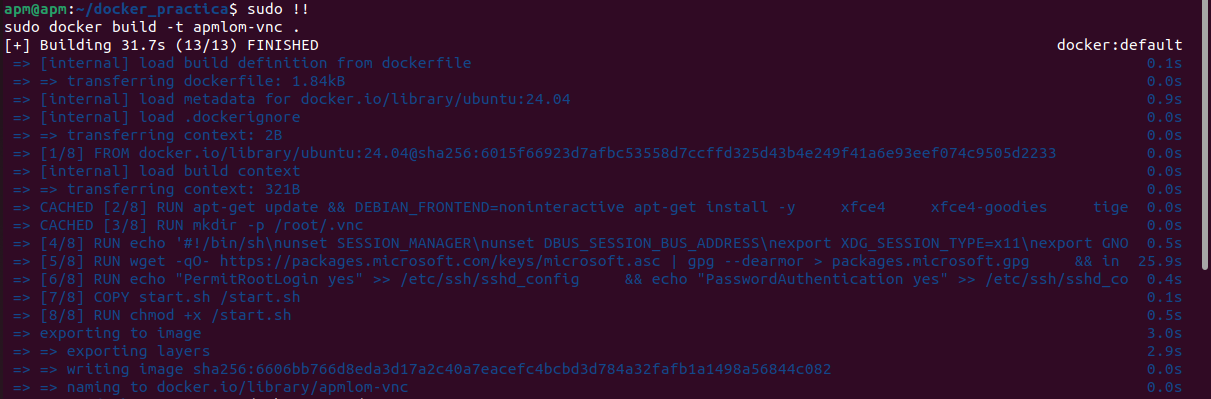 apm@apm:~/docker_practica$ sudo !!
sudo docker build -t apmlom-vnc .
[+] Building 31.7s (13/13) FINISHED docker:default
=> [internal] load build definition from dockerfile 0.1s
=> => transferring dockerfile: 1.84kB 0.0s
=> [internal] load metadata for docker.io/library/ubuntu:24.04 0.9s
=> [internal] load .dockerignore 0.0s
=> => transferring context: 2B 0.0s
=> [1/8] FROM docker.io/library/ubuntu:24.04@sha256:6015f66923d7afbc53558d7ccffd325d43b4e249f41a6e93eef074c9505d2233 0.0s
=> [internal] load build context 0.0s
=> => transferring context: 321B 0.0s
=> CACHED [2/8] RUN apt-get update && DEBIAN_FRONTEND=noninteractive apt-get install -y     xfce4     xfce4-goodies     tige 0.0s
=> CACHED [3/8] RUN mkdir -p /root/.vnc 0.0s
=> [4/8] RUN echo '#!/bin/sh\nunset SESSION_MANAGER\nunset DBUS_SESSION_BUS_ADDRESS\nexport XDG_SESSION_TYPE=x11\nexport GNO 0.5s
=> [5/8] RUN wget -qO- https://packages.microsoft.com/keys/microsoft.asc | gpg --dearmor > packages.microsoft.gpg     && in 25.9s
=> [6/8] RUN echo "PermitRootLogin yes" >> /etc/ssh/sshd_config     && echo "PasswordAuthentication yes" >> /etc/ssh/sshd_co 0.4s
=> [7/8] COPY start.sh /start.sh 0.1s
=> [8/8] RUN chmod +x /start.sh 0.5s
=> exporting to image 3.0s
=> => exporting layers 2.9s
=> => writing image sha256:6606bb766d8eda3d17a2c40a7eacefc4bcbd3d784a32fafb1a1498a56844c082 0.0s
=> => naming to docker.io/library/apmlom-vnc 0.0s